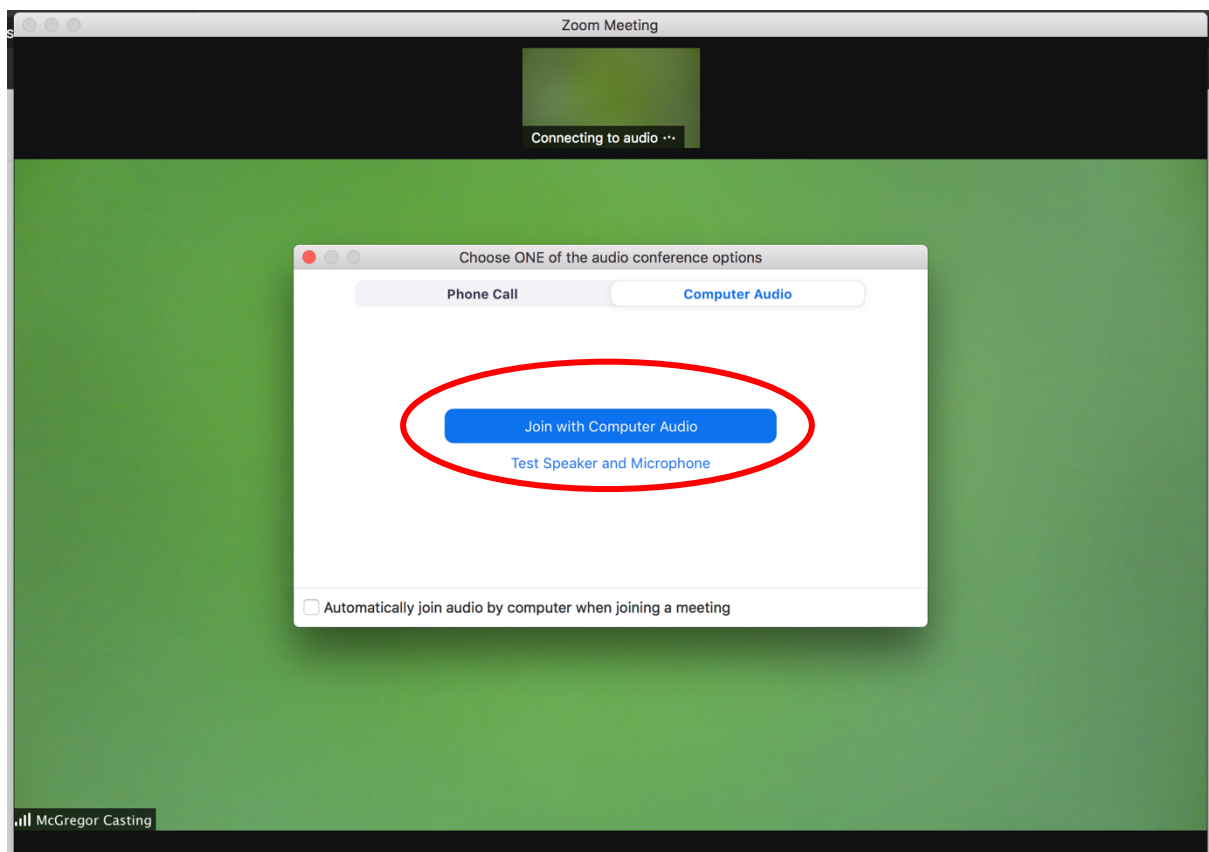 s
Zoom Meeting
Connecting to audio ···
Choose ONE of the audio conference options
Phone Call
Computer Audio
Join with Computer Audio
Test Speaker and Microphone
Automatically join audio by computer when joining a meeting
McGregor Casting